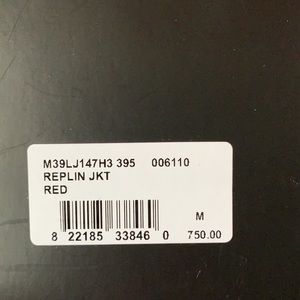 M39LJ147H3 395 006110
REPLIN JKT
RED
M
8 22185 33846 0 750.00